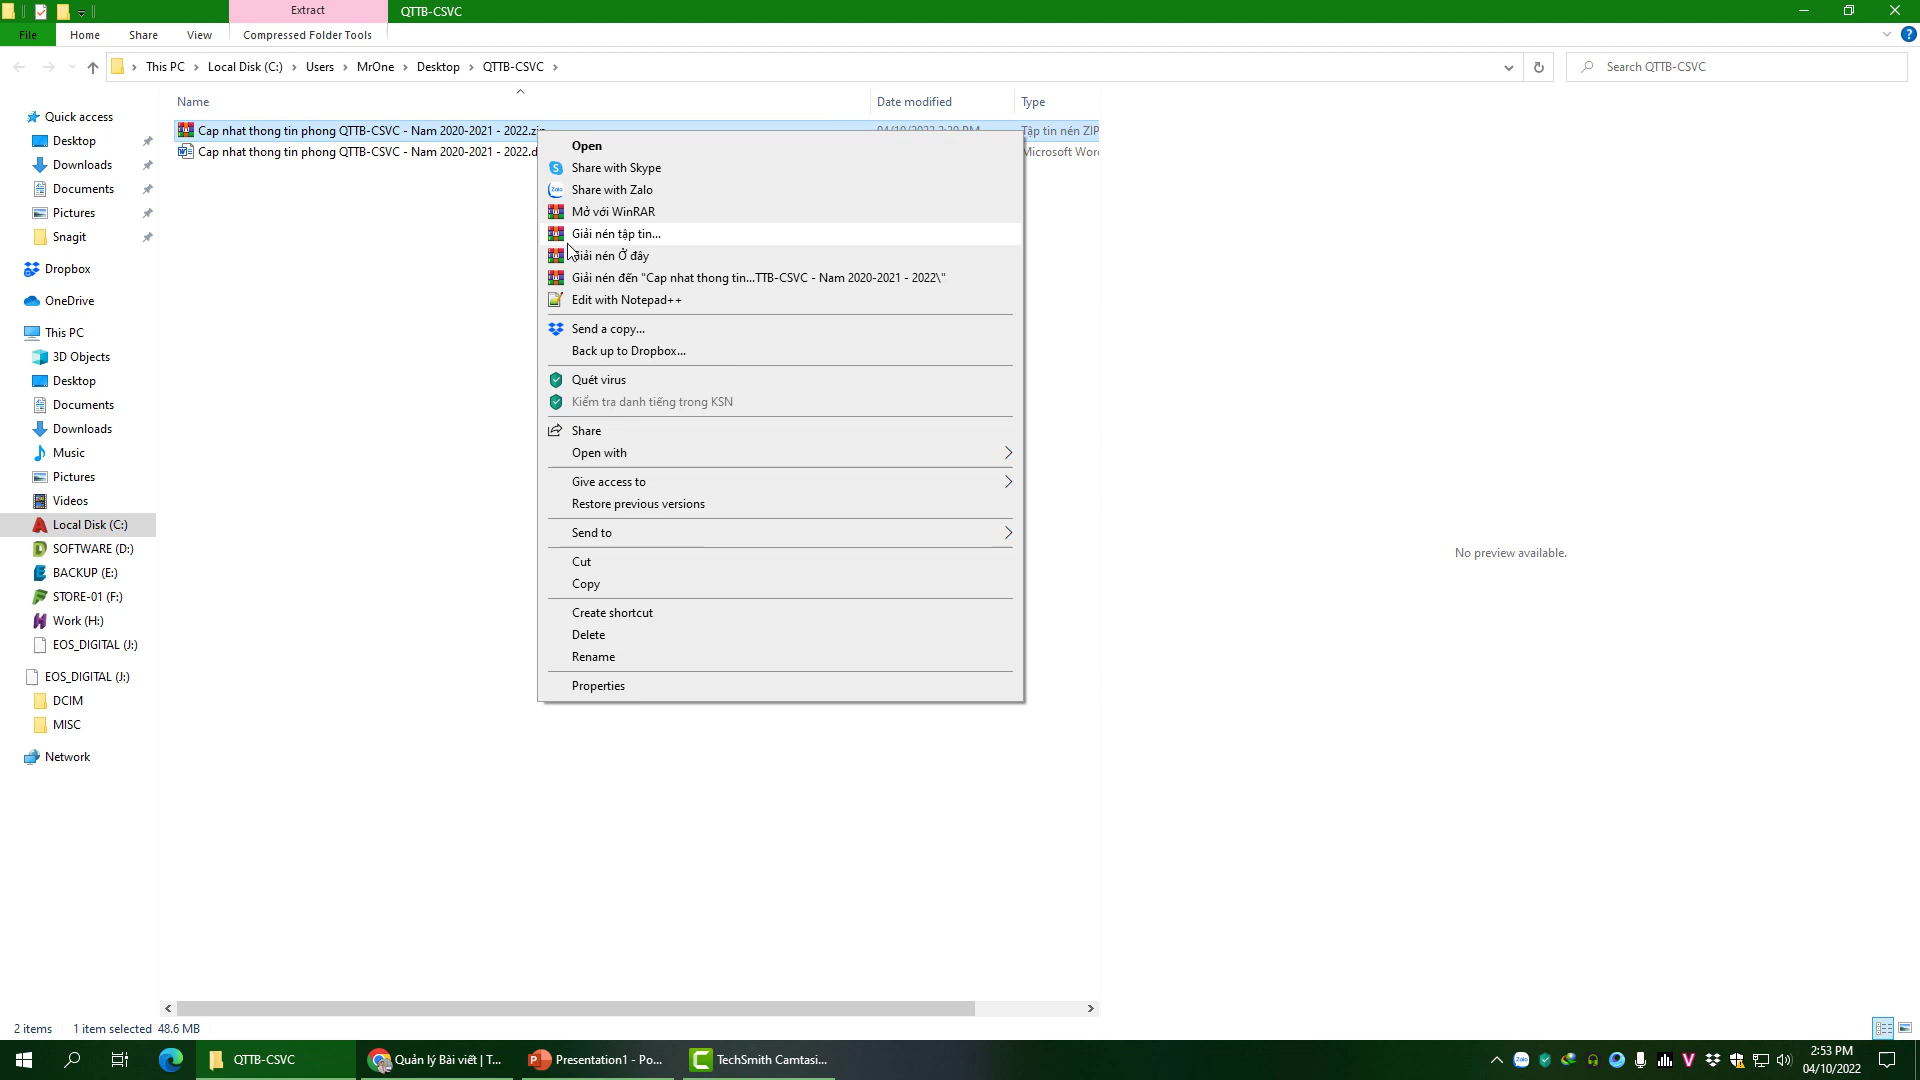 Extract
QTTB-CSVC
File
Home
Share
View
Compressed Folder Tools
This PC
Local Disk (C:)
Users
MrOne
Desktop
QTTB-CSVC
Search QTTB-CSVC
Name
Date modified
Type
Cap nhat thong tin phong QTTB-CSVC - Nam 2020-2021 - 2022.zip
04/10/2022 2:20 PM
Tập tin nén ZIP
Cap nhat thong tin phong QTTB-CSVC - Nam 2020-2021 - 2022.d
Microsoft Word
Quick access
Desktop
Downloads
Documents
Pictures
Snagit
Dropbox
OneDrive
This PC
3D Objects
Desktop
Documents
Downloads
Music
Pictures
Videos
Local Disk (C:)
SOFTWARE (D:)
BACKUP (E:)
STORE-01 (F:)
Work (H:)
EOS_DIGITAL (J:)
EOS_DIGITAL (J:)
DCIM
MISC
Network
Open
Share with Skype
Share with Zalo
Mở với WinRAR
Giải nén tập tin...
Giải nén Ở đây
Giải nén đến "Cap nhat thong tin...TTB-CSVC - Nam 2020-2021 - 2022\"
Edit with Notepad++
Send a copy...
Back up to Dropbox...
Quét virus
Kiểm tra danh tiếng trong KSN
Share
Open with
Give access to
Restore previous versions
Send to
Cut
Copy
Create shortcut
Delete
Rename
Properties
No preview available.
2 items
1 item selected 48.6 MB
QTTB-CSVC
Quản lý Bài viết | T...
Presentation1 - Po...
TechSmith Camtasi...
2:53 PM
04/10/2022